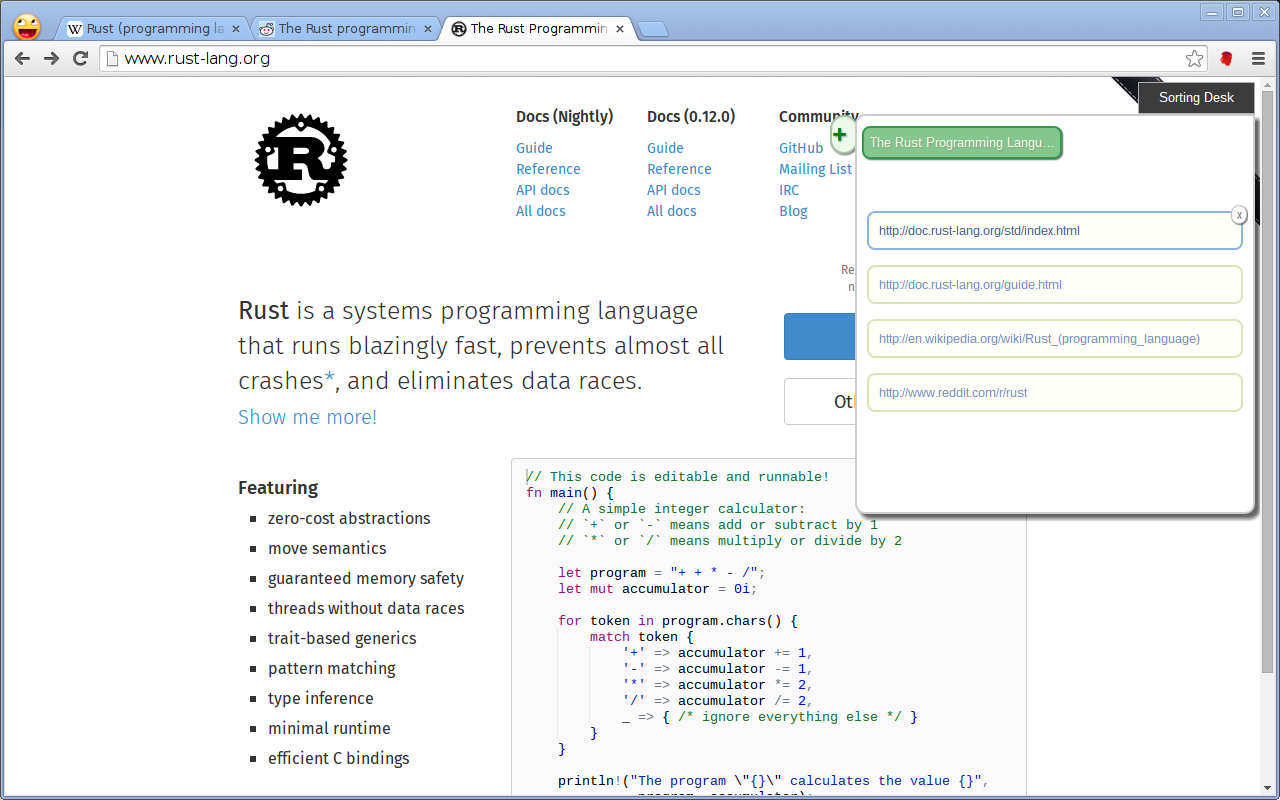 Rust (programming la
The Rust programmin
The Rust Programmin
www.rust-lang.org
Sorting Desk
R
Docs (Nightly)
Guide
Reference
API docs
All docs
Docs (0.12.0)
Guide
Reference
API docs
All docs
Community
GitHub
Mailing List
IRC
Blog
The Rust Programming Langu...
x
http://doc.rust-lang.org/std/index.html
http://doc.rust-lang.org/guide.html
http://en.wikipedia.org/wiki/Rust_(programming_language)
http://www.reddit.com/r/rust
Rust is a systems programming language
that runs blazingly fast, prevents almost all
crashes*, and eliminates data races.
Show me more!
Featuring
zero-cost abstractions
move semantics
guaranteed memory safety
threads without data races
trait-based generics
pattern matching
type inference
minimal runtime
efficient C bindings
// This code is editable and runnable!
fn main() {
    // A simple integer calculator:
    // `+` or `-` means add or subtract by 1
    // `*` or `/` means multiply or divide by 2
    let program = "+ + * - /";
    let mut accumulator = 0i;
    for token in program.chars() {
        match token {
            '+' => accumulator += 1,
            '-' => accumulator -= 1,
            '*' => accumulator *= 2,
            '/' => accumulator /= 2,
            _ => { /* ignore everything else */ }
        }
    }
    println!("The program \"{}\" calculates the value {}",